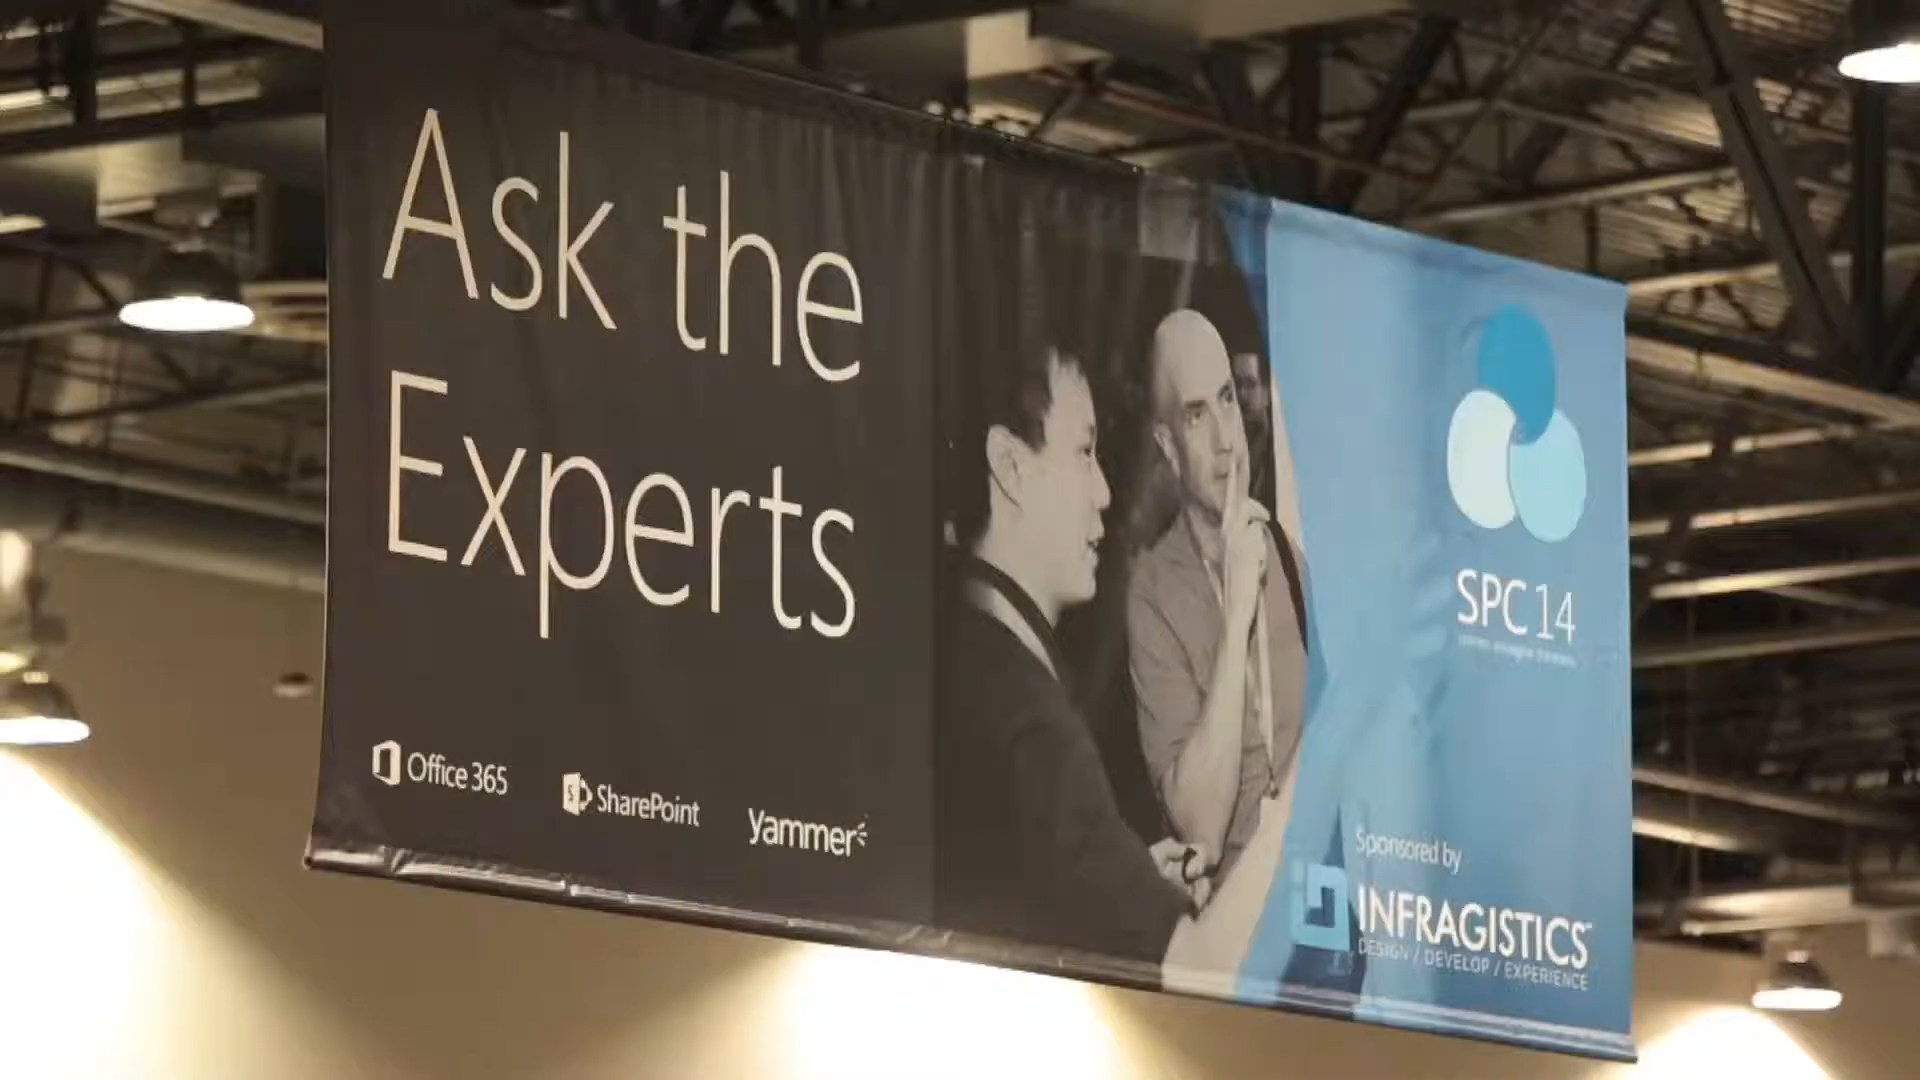 Ask the
Experts
Office 365
SharePoint
yammer
SPC 14
Sponsored by
INFRAGISTICS
DESIGN / DEVELOP / EXPERIENCE